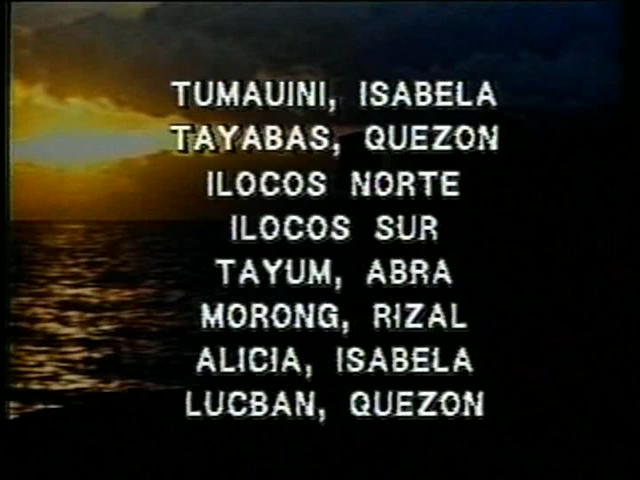 TUMAUINI, ISABELA
TAYABAS, QUEZON
ILOCOS NORTE
ILOCOS SUR
TAYUM, ABRA
MORONG, RIZAL
ALICIA, ISABELA
LUCBAN, QUEZON